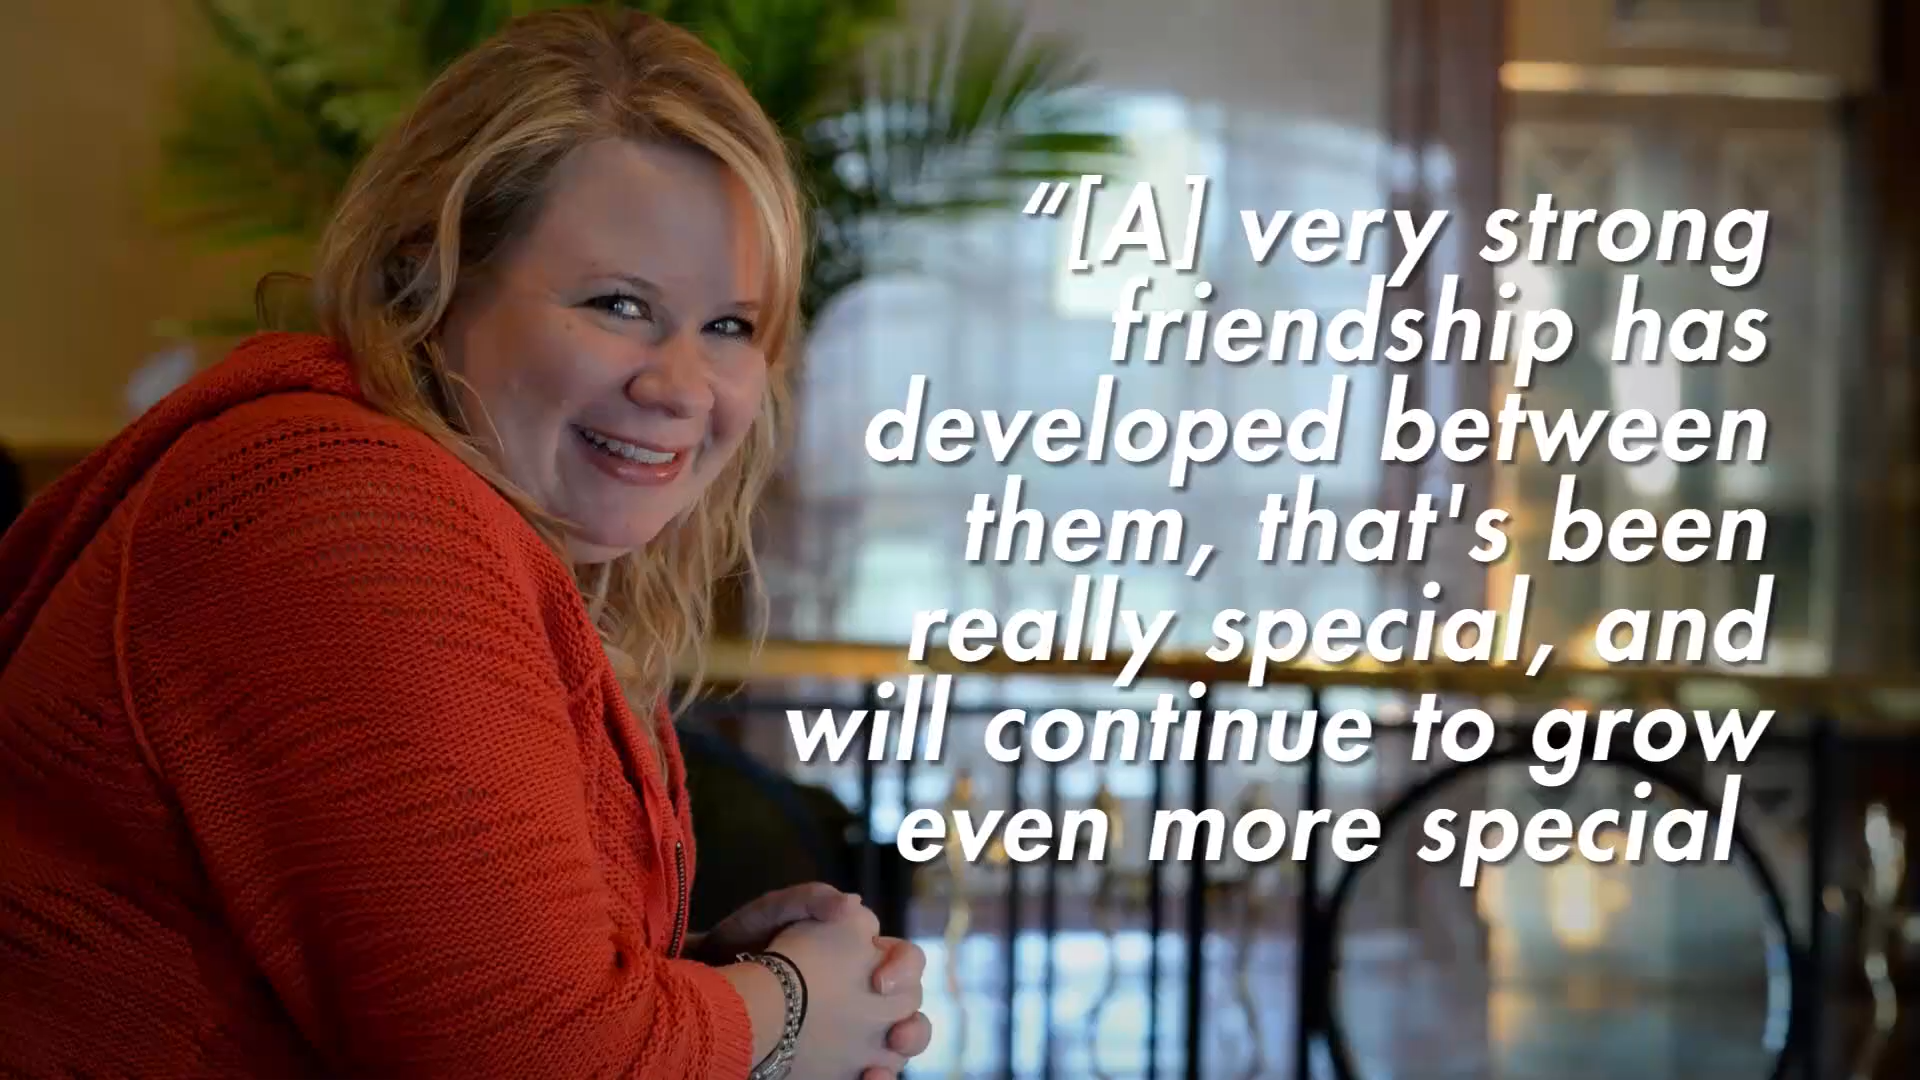 “[A] very strong
friendship has
developed between
them, that's been
really special, and
will continue to grow
even more special